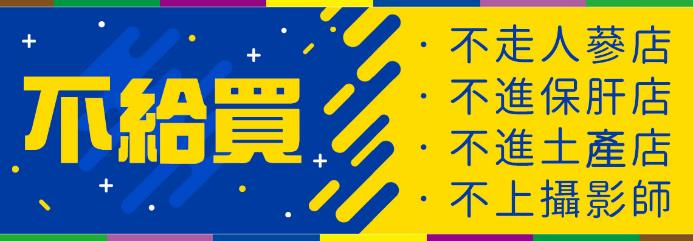 不給買
· 不走人蔘店
· 不進保肝店
· 不進土產店
· 不上攝影師